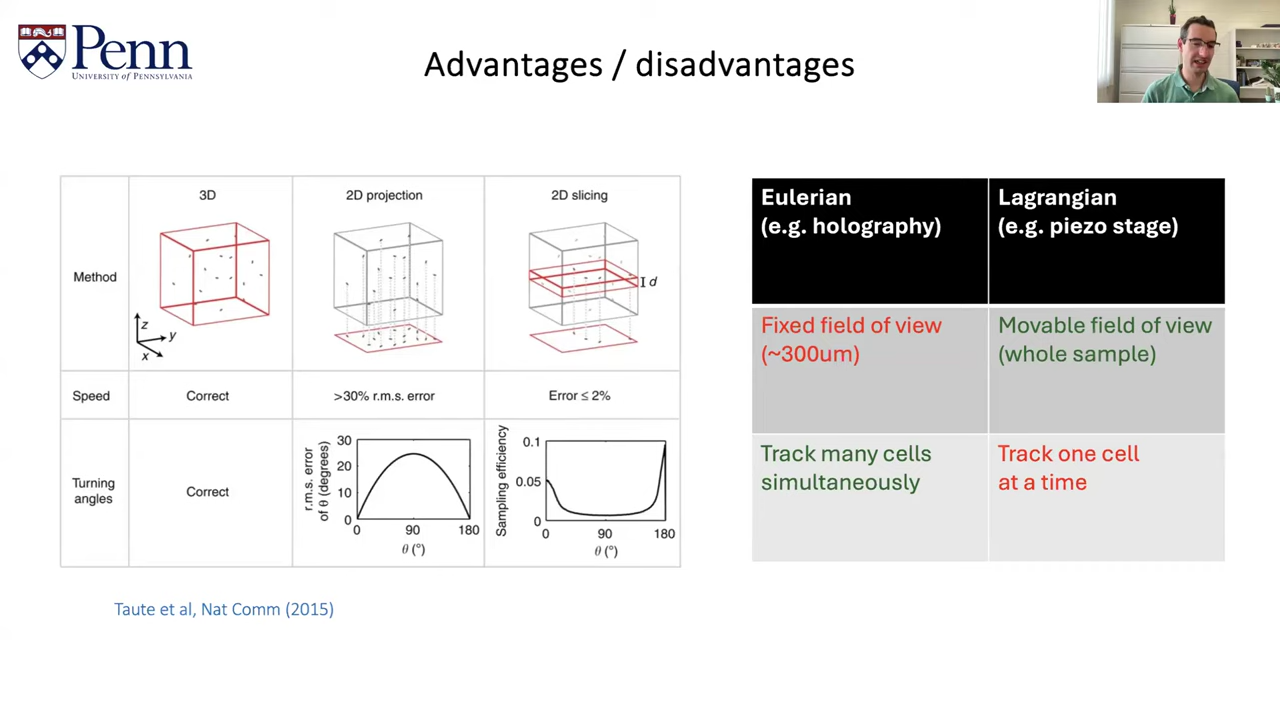 Penn
UNIVERSITY of PENNSYLVANIA
Advantages / disadvantages
3D
2D projection
2D slicing
Method
z
y
x
d
Speed
Correct
>30% r.m.s. error
Error ≤ 2%
Turning
angles
Correct
r.m.s. error
of θ (degrees)
30
20
10
0
0
90
180
θ (°)
Sampling efficiency
0.1
0.05
0
0
90
180
θ (°)
Taute et al, Nat Comm (2015)
Eulerian
(e.g. holography)
Lagrangian
(e.g. piezo stage)
Fixed field of view
(~300um)
Movable field of view
(whole sample)
Track many cells
simultaneously
Track one cell
at a time